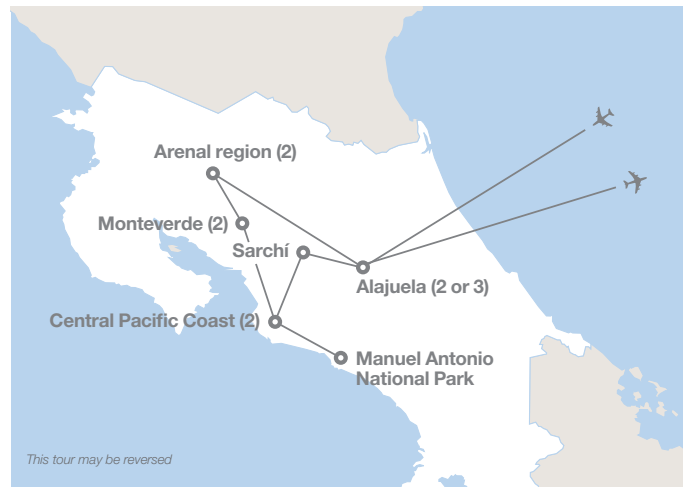 Arenal region (2)
Monteverde (2)
Sarchí
Alajuela (2 or 3)
Central Pacific Coast (2)
Manuel Antonio
National Park
This tour may be reversed